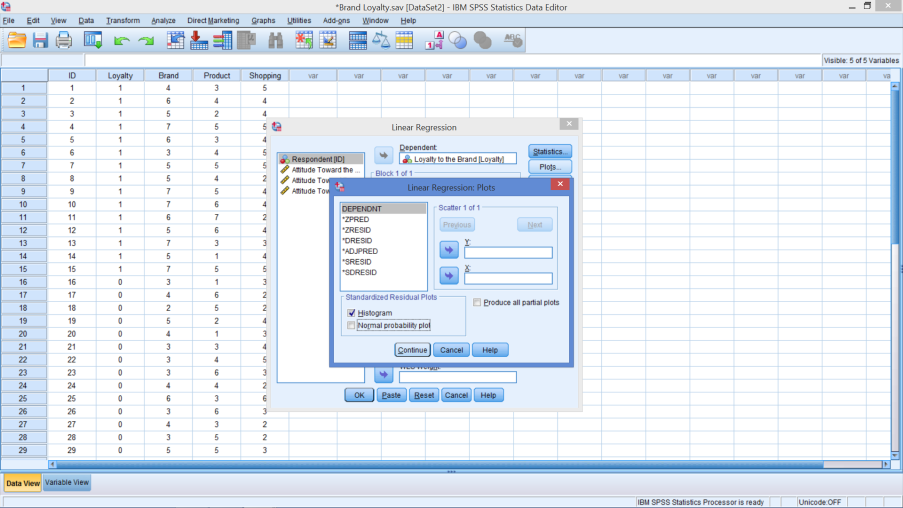 *Brand Loyalty.sav [DataSet2] - IBM SPSS Statistics Data Editor
File Edit View Data Transform Analyze Direct Marketing Graphs Utilities Add-ons Window Help
Visible: 5 of 5 Variables
ID Loyalty Brand Product Shopping var var var var var var var var var var var var var va
1 1 1 4 3 5
2 2 1 6 4 4
3 3 1 5 2 4
4 4 1 7 5 5
5 5 1 6 3 4
6 6 1 3 4 5
7 7 1 5 5 5
8 8 1 5 4 2
9 9 1 7 5 4
10 10 1 7 6 4
11 11 1 6 7 2
12 12 1 5 6 4
13 13 1 7 3 3
14 14 1 5 1 4
15 15 1 7 5 5
16 16 0 3 1 3
17 17 0 4 6 2
18 18 0 2 5 2
19 19 0 5 2 4
20 20 0 4 1 3
21 21 0 3 3 4
22 22 0 3 4 5
23 23 0 3 6 3
24 24 0 4 4 2
25 25 0 6 3 6
26 26 0 3 6 3
27 27 0 4 3 2
28 28 0 3 5 2
29 29 0 5 5 3
Linear Regression
Respondent [ID]
Attitude Toward the ...
Attitude Tow
Attitude Tow
Dependent:
Loyalty to the Brand [Loyalty]
Block 1 of 1
Statistics...
Plots...
OK Paste Reset Cancel Help
Linear Regression: Plots
DEPENDNT
*ZPRED
*ZRESID
*DRESID
*ADJPRED
*SRESID
*SDRESID
Scatter 1 of 1
Previous Next
Y:
X:
Standardized Residual Plots
Histogram
Normal probability plot
Produce all partial plots
Continue Cancel Help
Data View Variable View
IBM SPSS Statistics Processor is ready Unicode:OFF